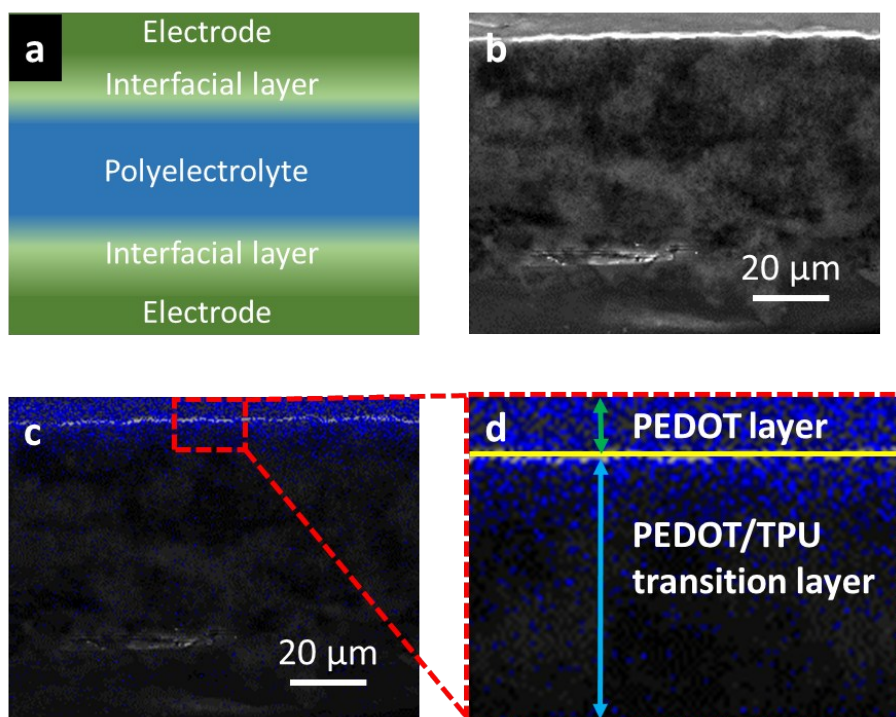 a
Electrode
Interfacial layer
Polyelectrolyte
Interfacial layer
Electrode
b
20 μm
c
20 μm
d
PEDOT layer
PEDOT/TPU
transition layer